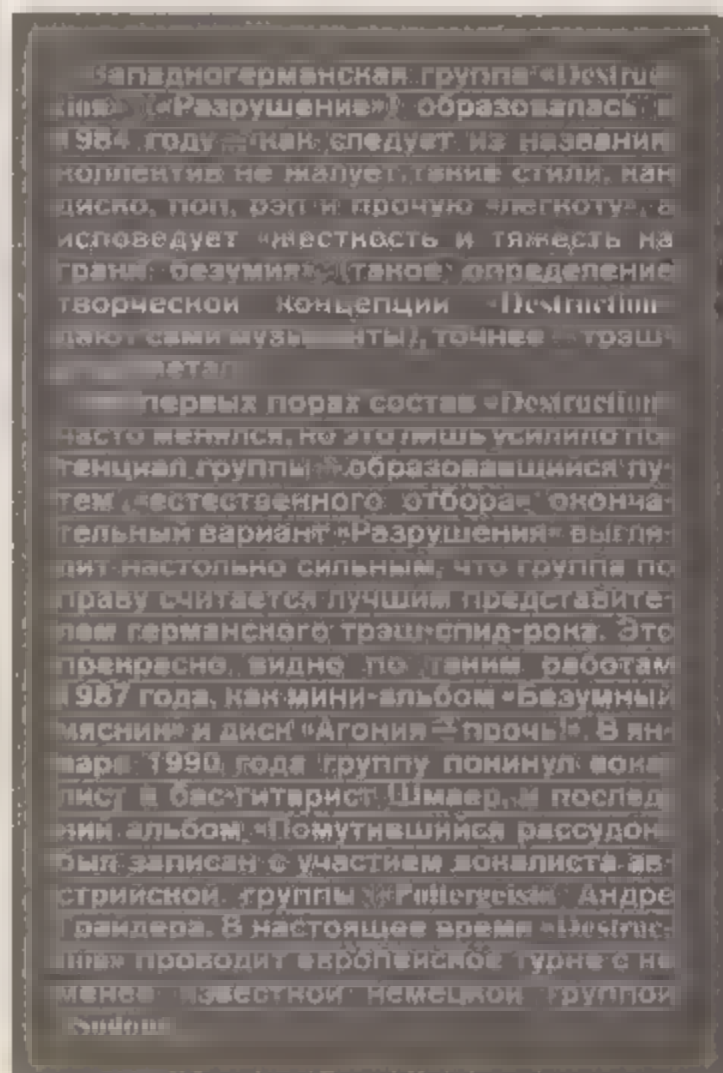 Западногерманская группа «Destruc-
tion» («Разрушение») образовалась в
1984 году — как следует из названия
коллектив не жалует такие стили, как
диско, поп, рэп и прочую «легкоту», а
исповедует «жесткость и тяжесть на
грани безумия» (такое определение
творческой концепции «Destruction»
дают сами музыканты), точнее — трэш-
метал
первых порах состав «Destruction»
часто менялся, но это лишь усилило по-
тенциал группы — образовавшийся пу-
тем «естественного отбора» оконча-
тельный вариант «Разрушения» выгля-
дит настолько сильным, что группа по
праву считается лучшим представите-
лем германского трэш-спид-рока. Это
прекрасно видно по таким работам
1987 года, как мини-альбом «Безумный
мясник» и диск «Агония — прочь!». В ян-
варе 1990 года группу покинул вока-
лист и бас-гитарист Шмаер, и послед-
ний альбом «Помутившийся рассудок»
был записан с участием вокалиста ав-
стрийской группы «Poltergeist» Андре
Грайдера. В настоящее время «Destruc-
tion» проводит европейское турне с не
менее известной немецкой группой